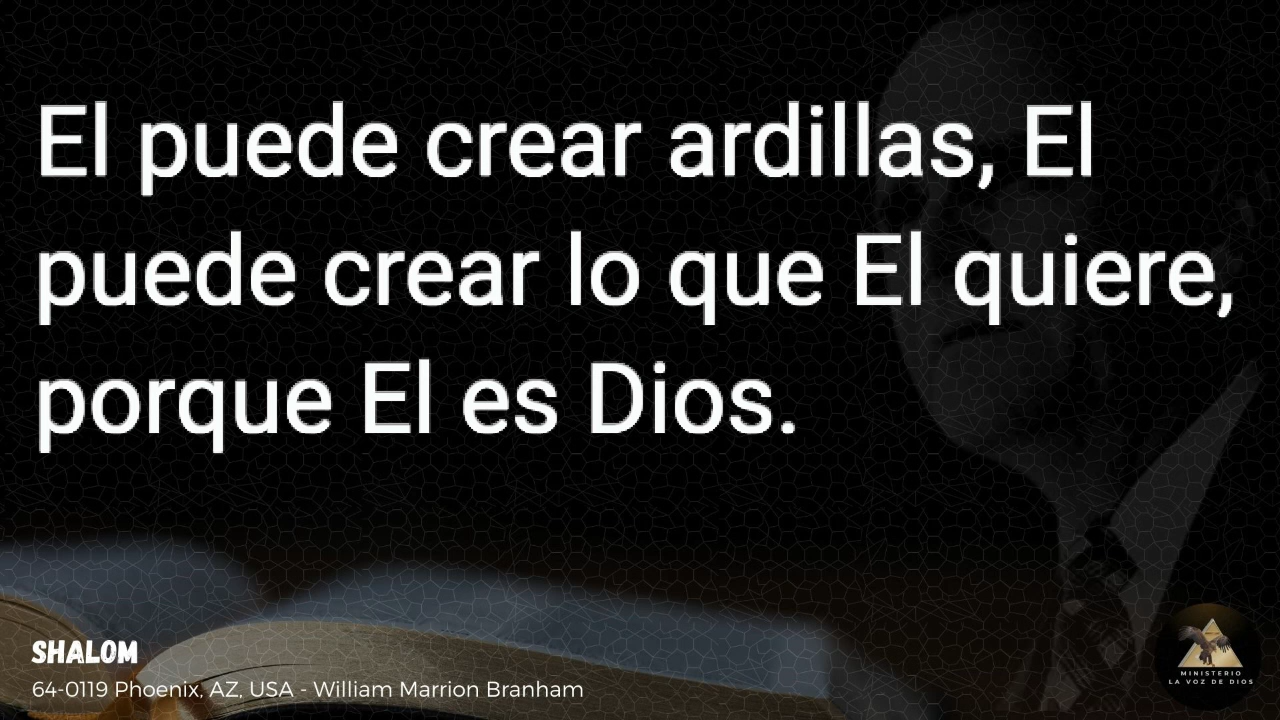 El puede crear ardillas, El
puede crear lo que El quiere,
porque El es Dios.
SHALOM
64-0119 Phoenix, AZ, USA - William Marrion Branham
MINISTERIO
LA VOZ DE DIOS